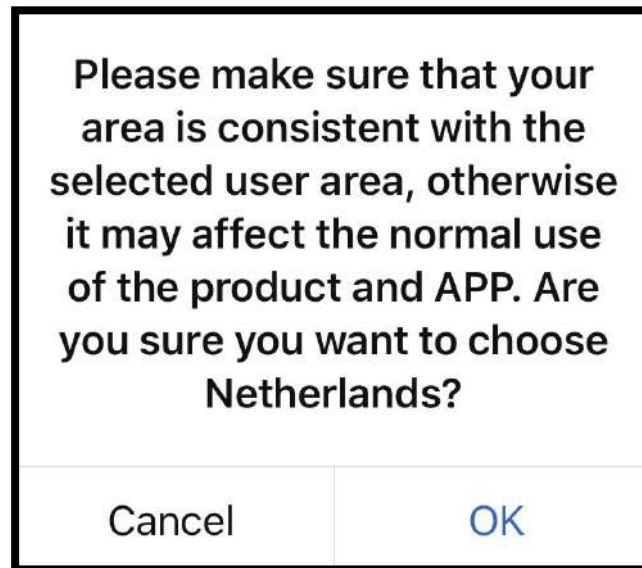 Please make sure that your
area is consistent with the
selected user area, otherwise
it may affect the normal use
of the product and APP. Are
you sure you want to choose
Netherlands?
Cancel
OK